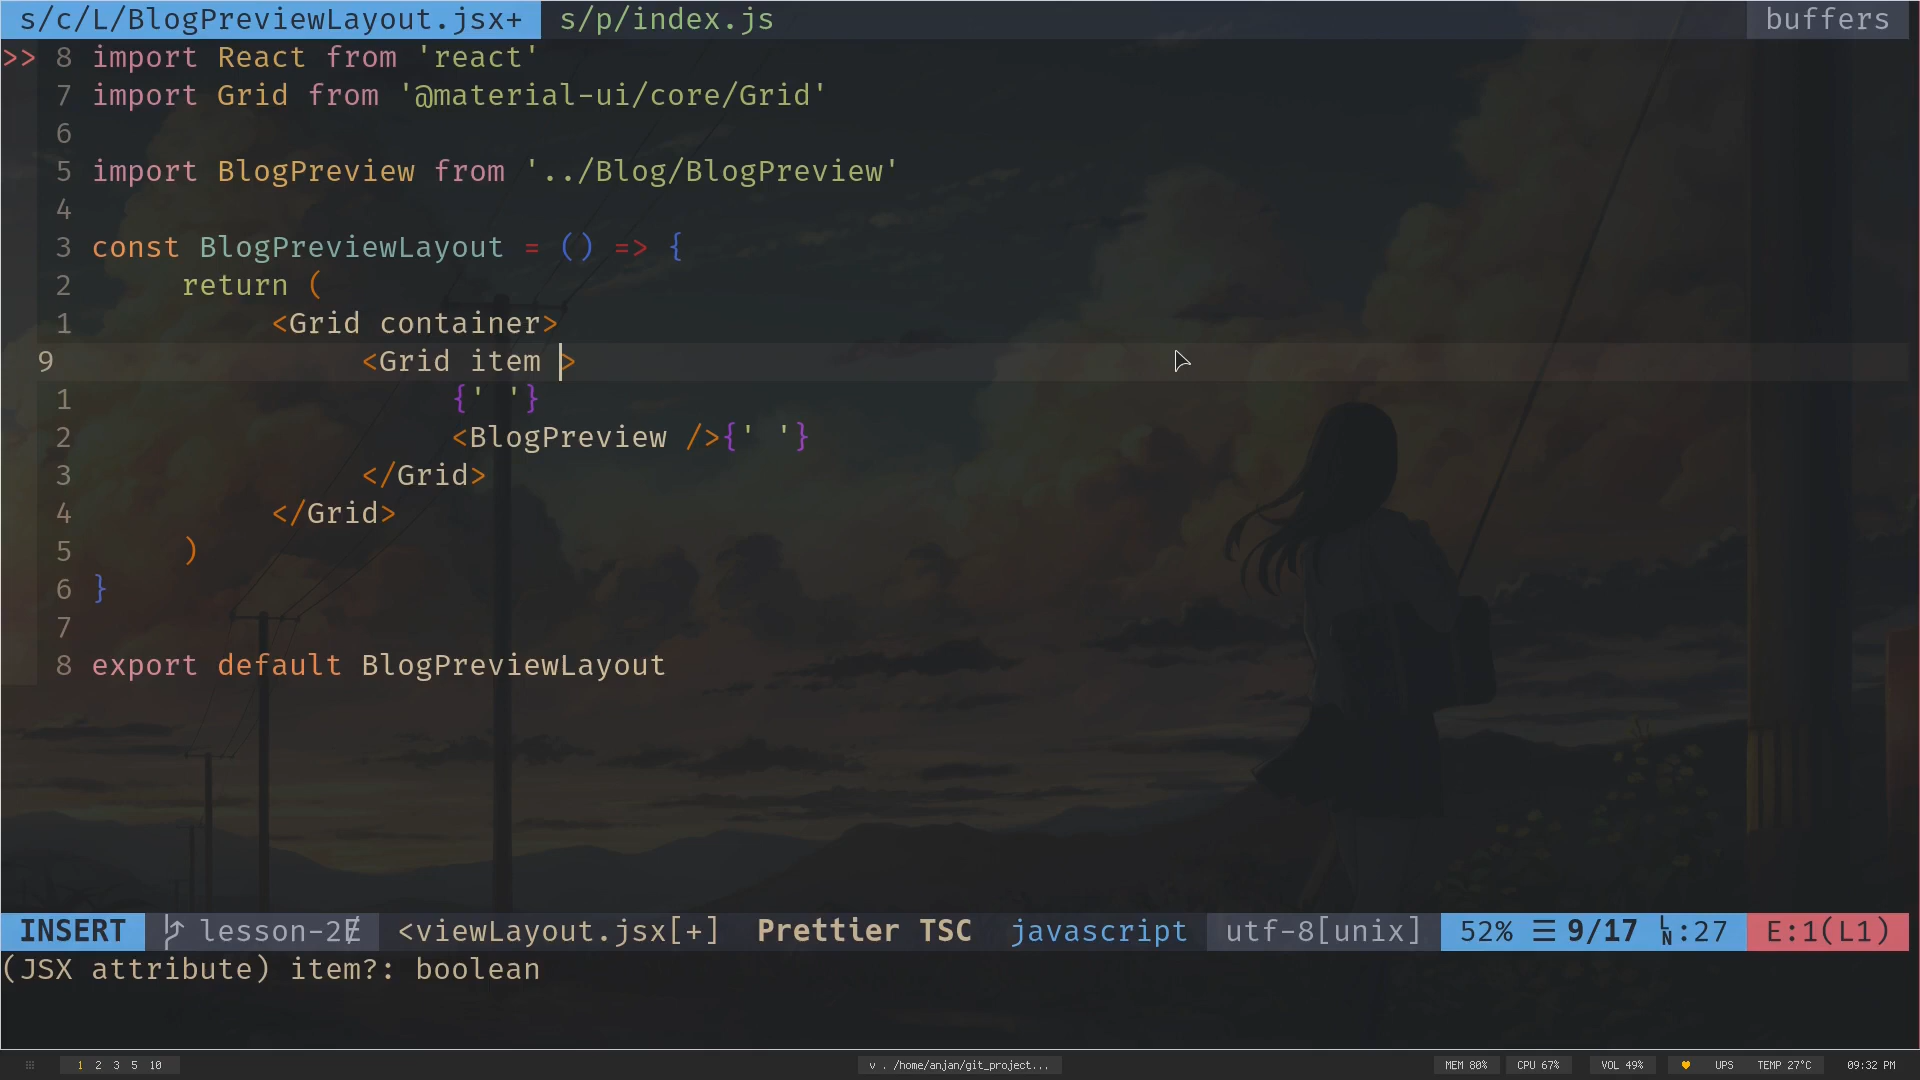 s/c/L/BlogPreviewLayout.jsx+ s/p/index.js buffers
>> 8 import React from 'react'
7 import Grid from '@material-ui/core/Grid'
6
5 import BlogPreview from '../Blog/BlogPreview'
4
3 const BlogPreviewLayout = () => {
2 return (
1 <Grid container>
9 <Grid item >
1 {' '}
2 <BlogPreview />{' '}
3 </Grid>
4 </Grid>
5 )
6 }
7
8 export default BlogPreviewLayout
INSERT lesson-2 <viewLayout.jsx[+] Prettier TSC javascript utf-8[unix] 52% ☰ 9/17 LN:27 E:1(L1)
(JSX attribute) item?: boolean
1 2 3 5 10 v . /home/anjan/git_project... MEM 80% CPU 67% VOL 49% UPS TEMP 27°C 09:32 PM